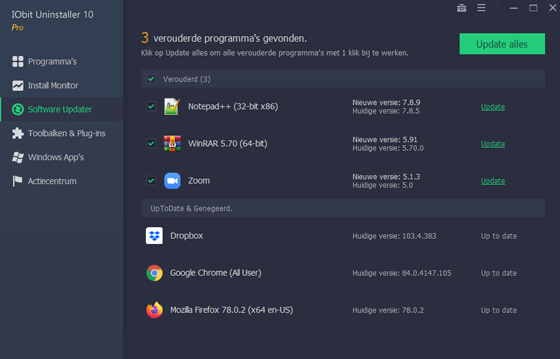 IObit Uninstaller 10
Pro
Programma's
Install Monitor
Software Updater
Toolbalken & Plug-ins
Windows App's
Actiecentrum
3 verouderde programma's gevonden.
Klik op Update alles om alle verouderde programma's met 1 klik bij te werken.
Update alles
Verouderd (3)
Notepad++ (32-bit x86)
Nieuwe versie: 7.8.9
Huidige versie: 7.8.5
Update
WinRAR 5.70 (64-bit)
Nieuwe versie: 5.91
Huidige versie: 5.70.0
Update
Zoom
Nieuwe versie: 5.1.3
Huidige versie: 5.0
Update
UpToDate & Genegeerd.
Dropbox
Huidige versie: 103.4.383
Up to date
Google Chrome (All User)
Huidige versie: 84.0.4147.105
Up to date
Mozilla Firefox 78.0.2 (x64 en-US)
Huidige versie: 78.0.2
Up to date